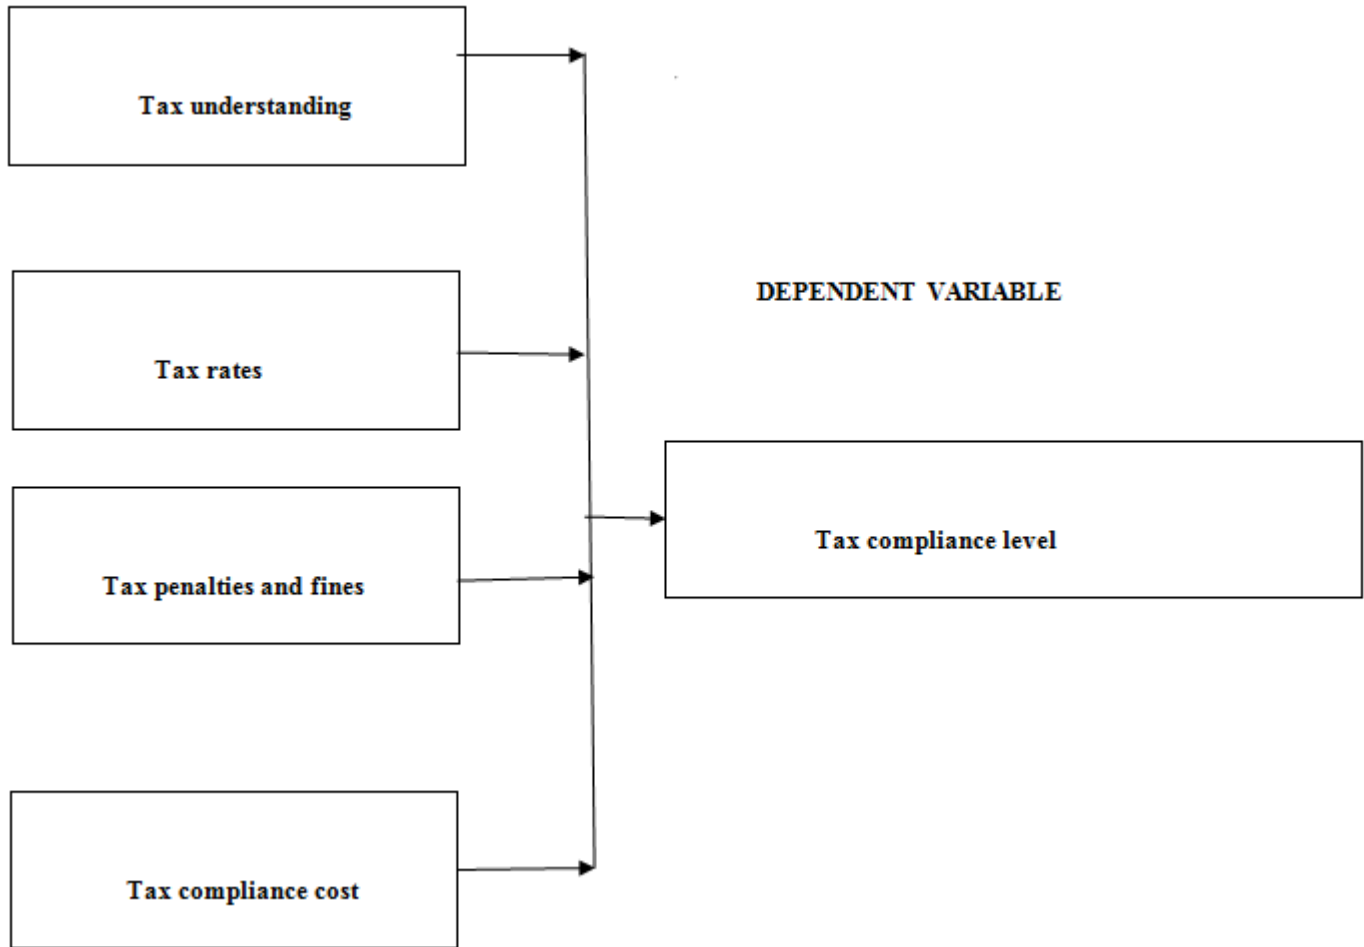 Tax understanding
DEPENDENT VARIABLE
Tax rates
Tax compliance level
Tax penalties and fines
Tax compliance cost